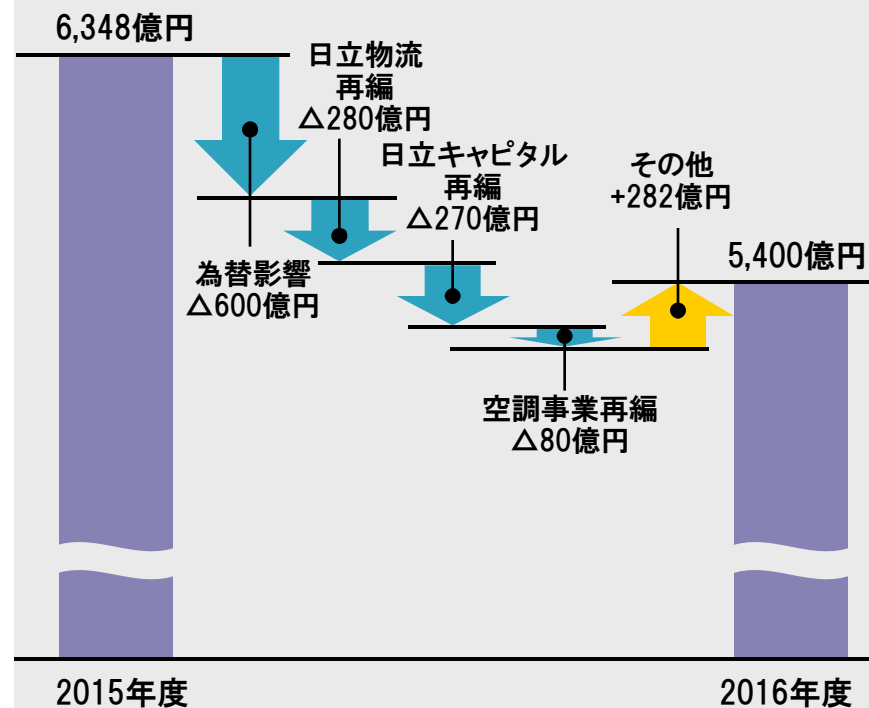 6,348億円
日立物流
再編
△280億円
日立キャピタル
再編
△270億円
その他
+282億円
5,400億円
為替影響
△600億円
空調事業再編
△80億円
2015年度
2016年度